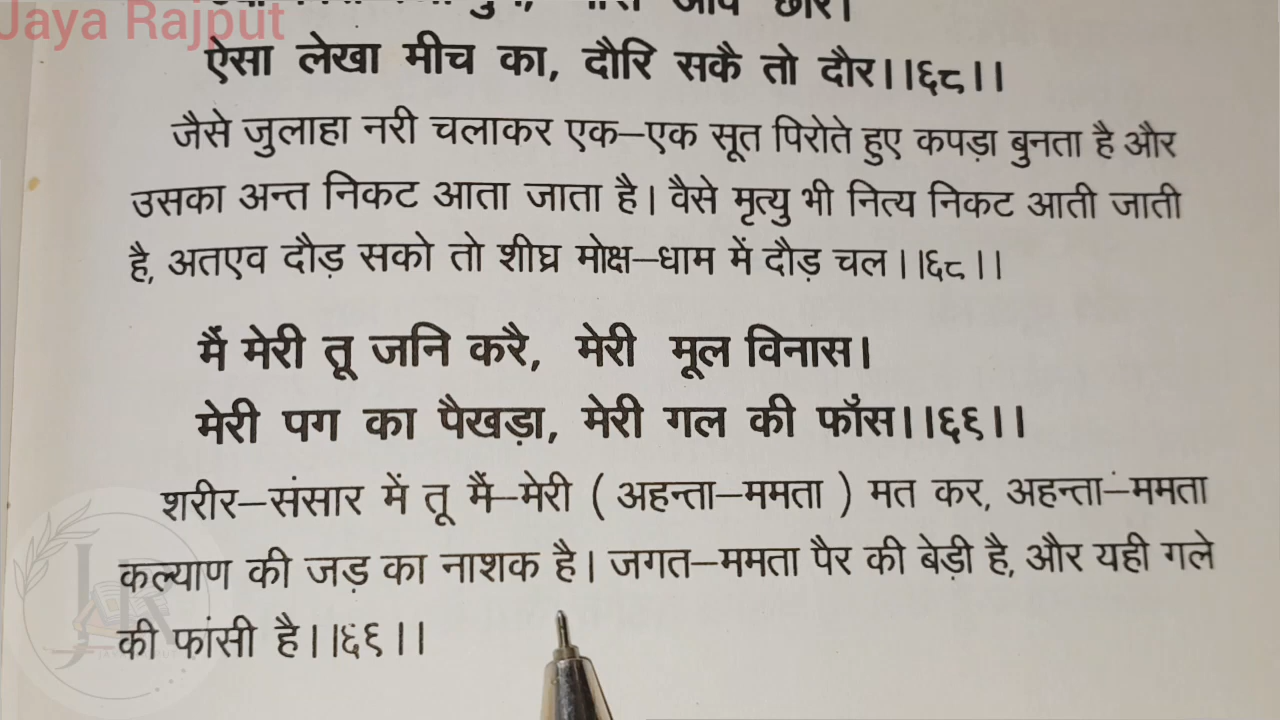 Jaya Rajput
ऐसा लेखा मीच का, दौरि सकै तो दौर।।६८।।
जैसे जुलाहा नरी चलाकर एक–एक सूत पिरोते हुए कपड़ा बुनता है और
उसका अन्त निकट आता जाता है। वैसे मृत्यु भी नित्य निकट आती जाती
है, अतएव दौड़ सको तो शीघ्र मोक्ष–धाम में दौड़ चल।।६८।।
मैं मेरी तू जनि करै, मेरी मूल विनास।
मेरी पग का पैखड़ा, मेरी गल की फाँस।।६६।।
शरीर–संसार में तू मैं–मेरी ( अहन्ता–ममता ) मत कर, अहन्ता–ममता
कल्याण की जड़ का नाशक है। जगत–ममता पैर की बेड़ी है, और यही गले
की फांसी है।।६६।।